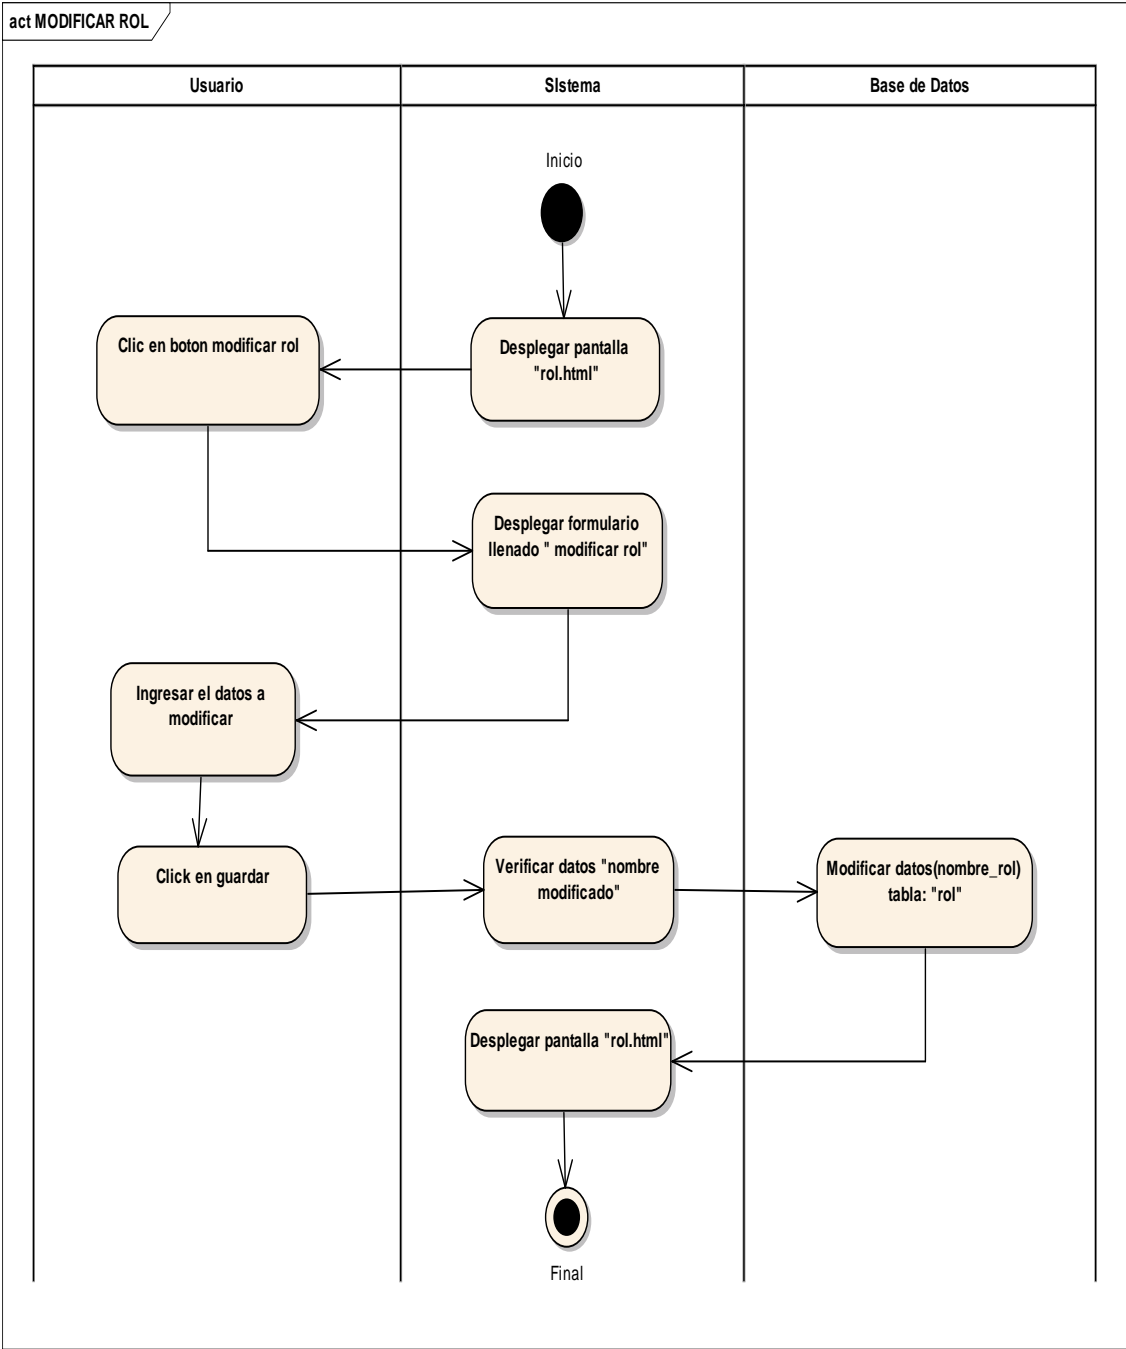 act MODIFICAR ROL
Usuario
SIstema
Base de Datos
Inicio
Clic en boton modificar rol
Desplegar pantalla
"rol.html"
Desplegar formulario
llenado " modificar rol"
Ingresar el datos a
modificar
Click en guardar
Verificar datos "nombre
modificado"
Modificar datos(nombre_rol)
tabla: "rol"
Desplegar pantalla "rol.html"
Final